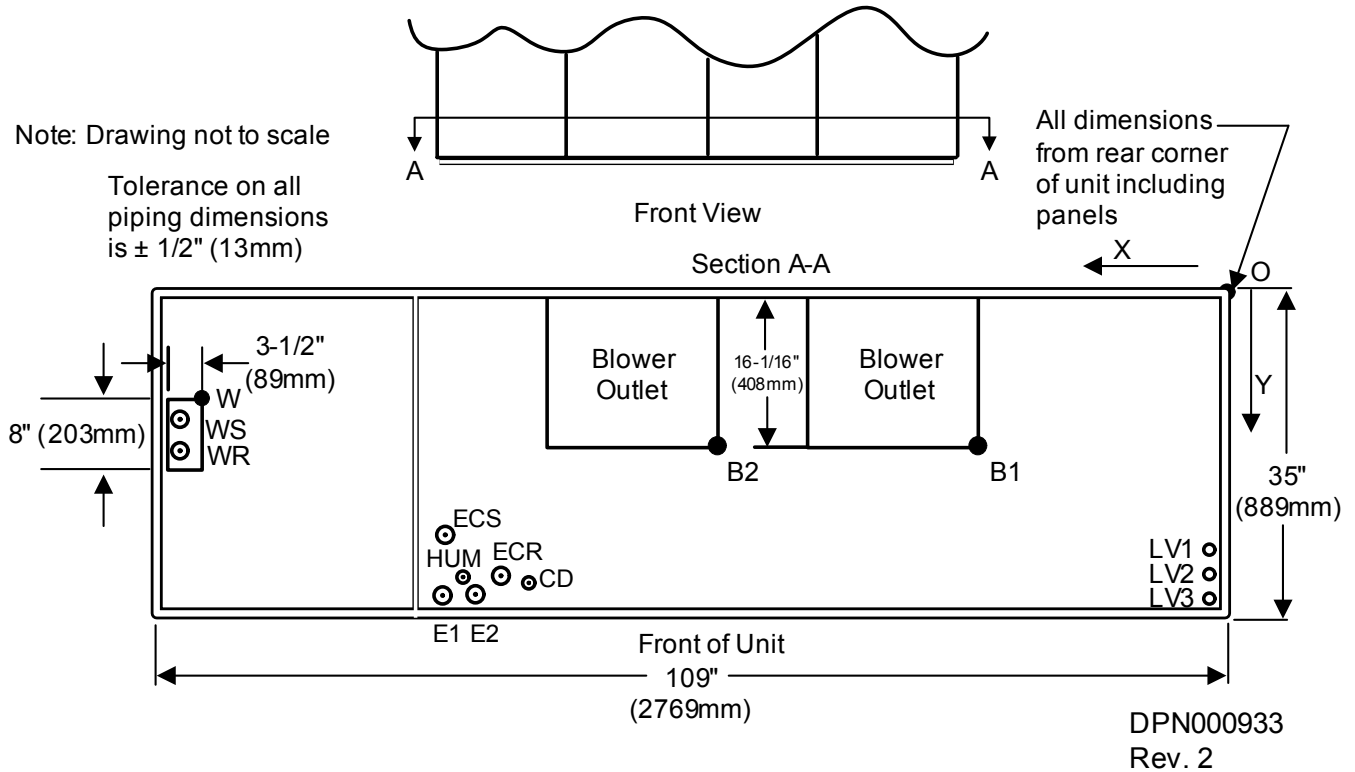 Note: Drawing not to scale
Tolerance on all
piping dimensions
is ± 1/2" (13mm)
A
A
Front View
All dimensions
from rear corner
of unit including
panels
Section A-A
X
O
3-1/2"
(89mm)
W
WS
WR
8" (203mm)
Blower
Outlet
16-1/16"
(408mm)
Blower
Outlet
Y
B2
B1
35"
(889mm)
ECS
HUM
ECR
CD
E1
E2
LV1
LV2
LV3
Front of Unit
109"
(2769mm)
DPN000933
Rev. 2